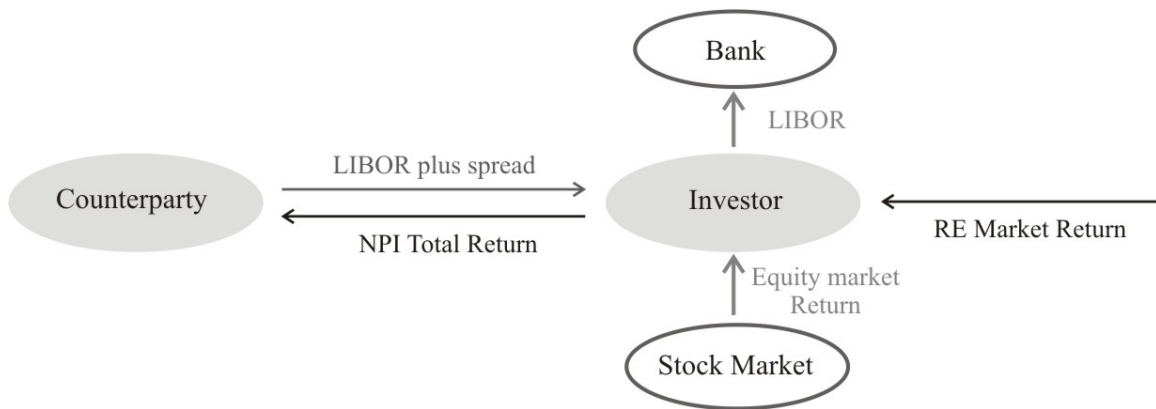 Bank
LIBOR
LIBOR plus spread
Counterparty
Investor
NPI Total Return
RE Market Return
Equity market
Return
Stock Market